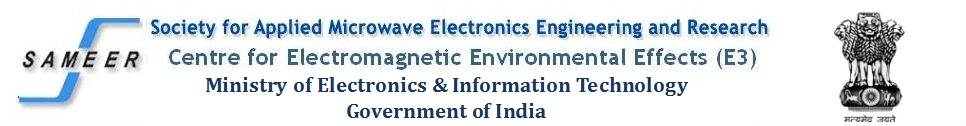 SAMEER
Society for Applied Microwave Electronics Engineering and Research
Centre for Electromagnetic Environmental Effects (E3)
Ministry of Electronics & Information Technology
Government of India
सत्यमेव जयते